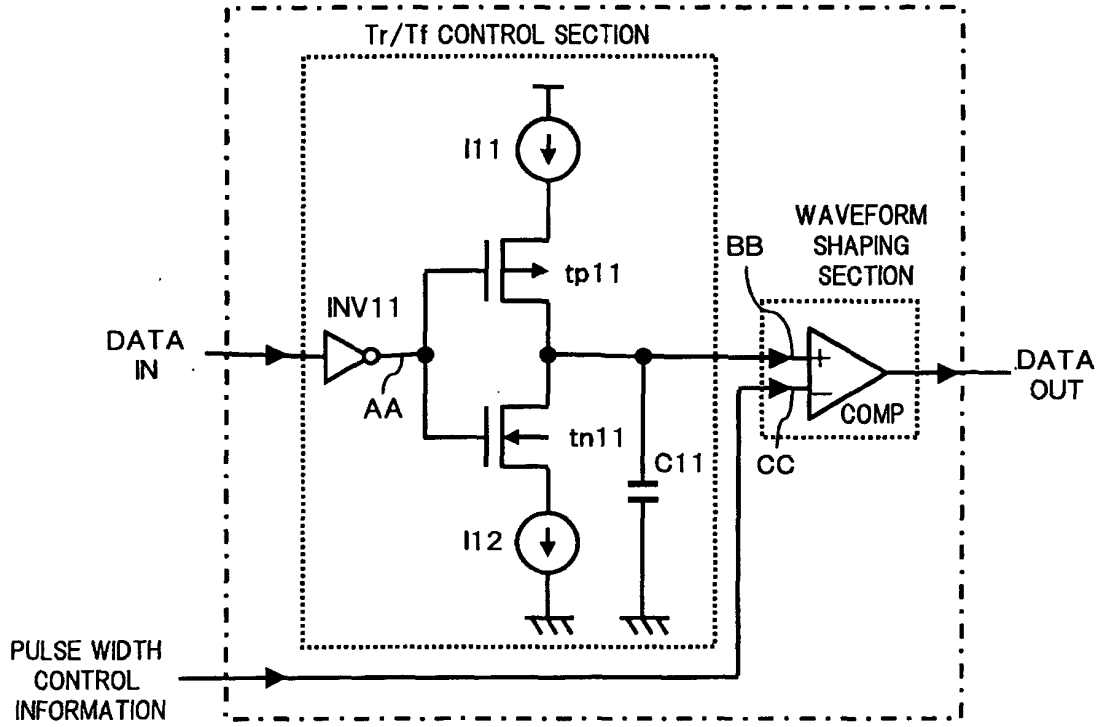 Tr/Tf CONTROL SECTION
I11
WAVEFORM
SHAPING
SECTION
BB
tp11
INV11
DATA
IN
AA
+
−
COMP
DATA
OUT
tn11
C11
CC
I12
PULSE WIDTH
CONTROL
INFORMATION